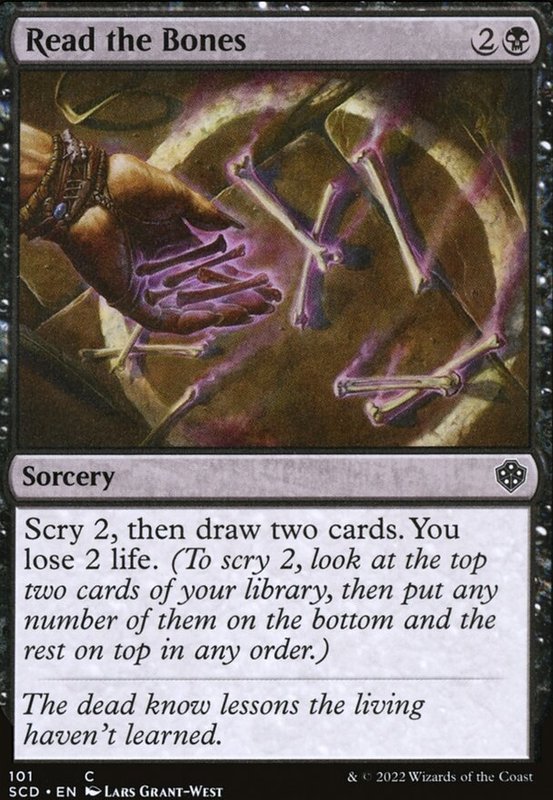 Read the Bones 2
Sorcery
Scry 2, then draw two cards. You
lose 2 life. (To scry 2, look at the top
two cards of your library, then put any
number of them on the bottom and the
rest on top in any order.)
The dead know lessons the living
haven't learned.
101 C
SCD • EN Lars Grant-West
& © 2022 Wizards of the Coast